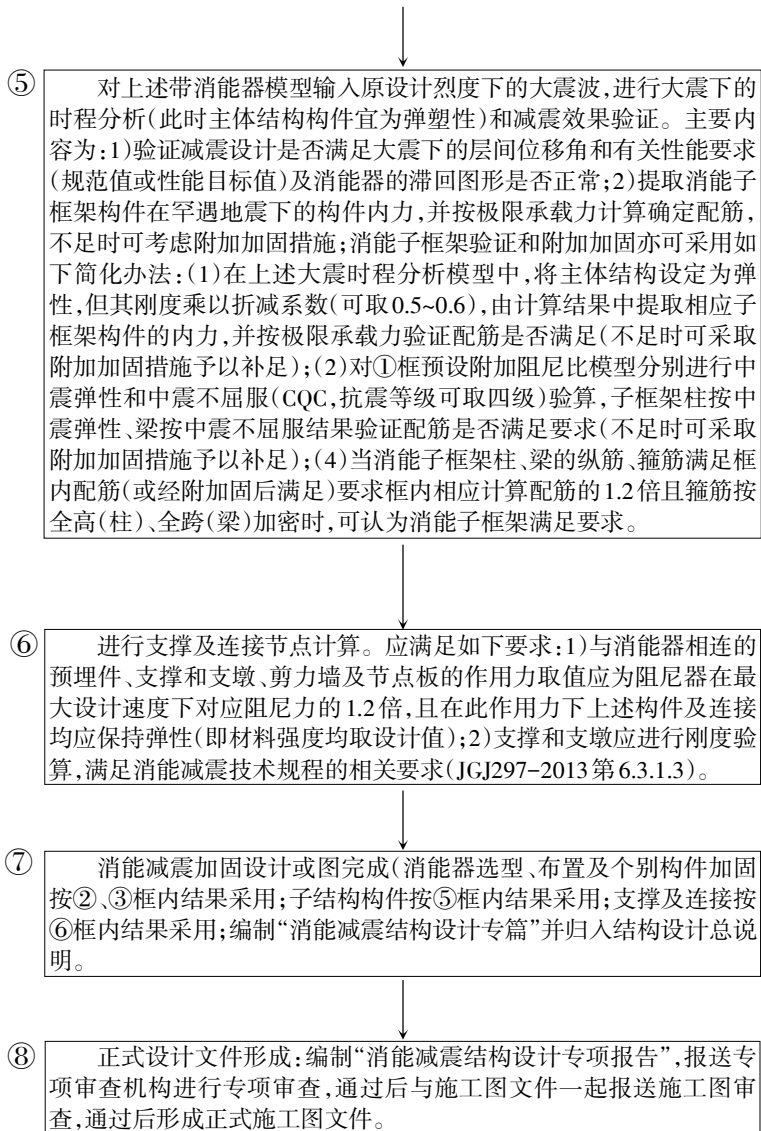 ⑤
对上述带消能器模型输入原设计烈度下的大震波,进行大震下的
时程分析(此时主体结构构件宜为弹塑性)和减震效果验证。主要内
容为:1)验证减震设计是否满足大震下的层间位移角和有关性能要求
(规范值或性能目标值)及消能器的滞回图形是否正常;2)提取消能子
框架构件在罕遇地震下的构件内力,并按极限承载力计算确定配筋,
不足时可考虑附加加固措施;消能子框架验证和附加加固亦可采用如
下简化办法:(1)在上述大震时程分析模型中,将主体结构设定为弹
性,但其刚度乘以折减系数(可取0.5~0.6),由计算结果中提取相应子
框架构件的内力,并按极限承载力验证配筋是否满足(不足时可采取
附加加固措施予以补足);(2)对①框预设附加阻尼比模型分别进行中
震弹性和中震不屈服(CQC,抗震等级可取四级)验算,子框架柱按中
震弹性、梁按中震不屈服结果验证配筋是否满足要求(不足时可采取
附加加固措施予以补足);(4)当消能子框架柱、梁的纵筋、箍筋满足框
内配筋(或经附加固后满足)要求框内相应计算配筋的1.2倍且箍筋按
全高(柱)、全跨(梁)加密时,可认为消能子框架满足要求。
⑥
进行支撑及连接节点计算。应满足如下要求:1)与消能器相连的
预埋件、支撑和支墩、剪力墙及节点板的作用力取值应为阻尼器在最
大设计速度下对应阻尼力的1.2倍,且在此作用力下上述构件及连接
均应保持弹性(即材料强度均取设计值);2)支撑和支墩应进行刚度验
算,满足消能减震技术规程的相关要求(JGJ297-2013第6.3.1.3)。
⑦
消能减震加固设计或图完成(消能器选型、布置及个别构件加固
按②、③框内结果采用;子结构构件按⑤框内结果采用;支撑及连接按
⑥框内结果采用;编制“消能减震结构设计专篇”并归入结构设计总说
明。
⑧
正式设计文件形成:编制“消能减震结构设计专项报告”,报送专
项审查机构进行专项审查,通过后与施工图文件一起报送施工图审
查,通过后形成正式施工图文件。